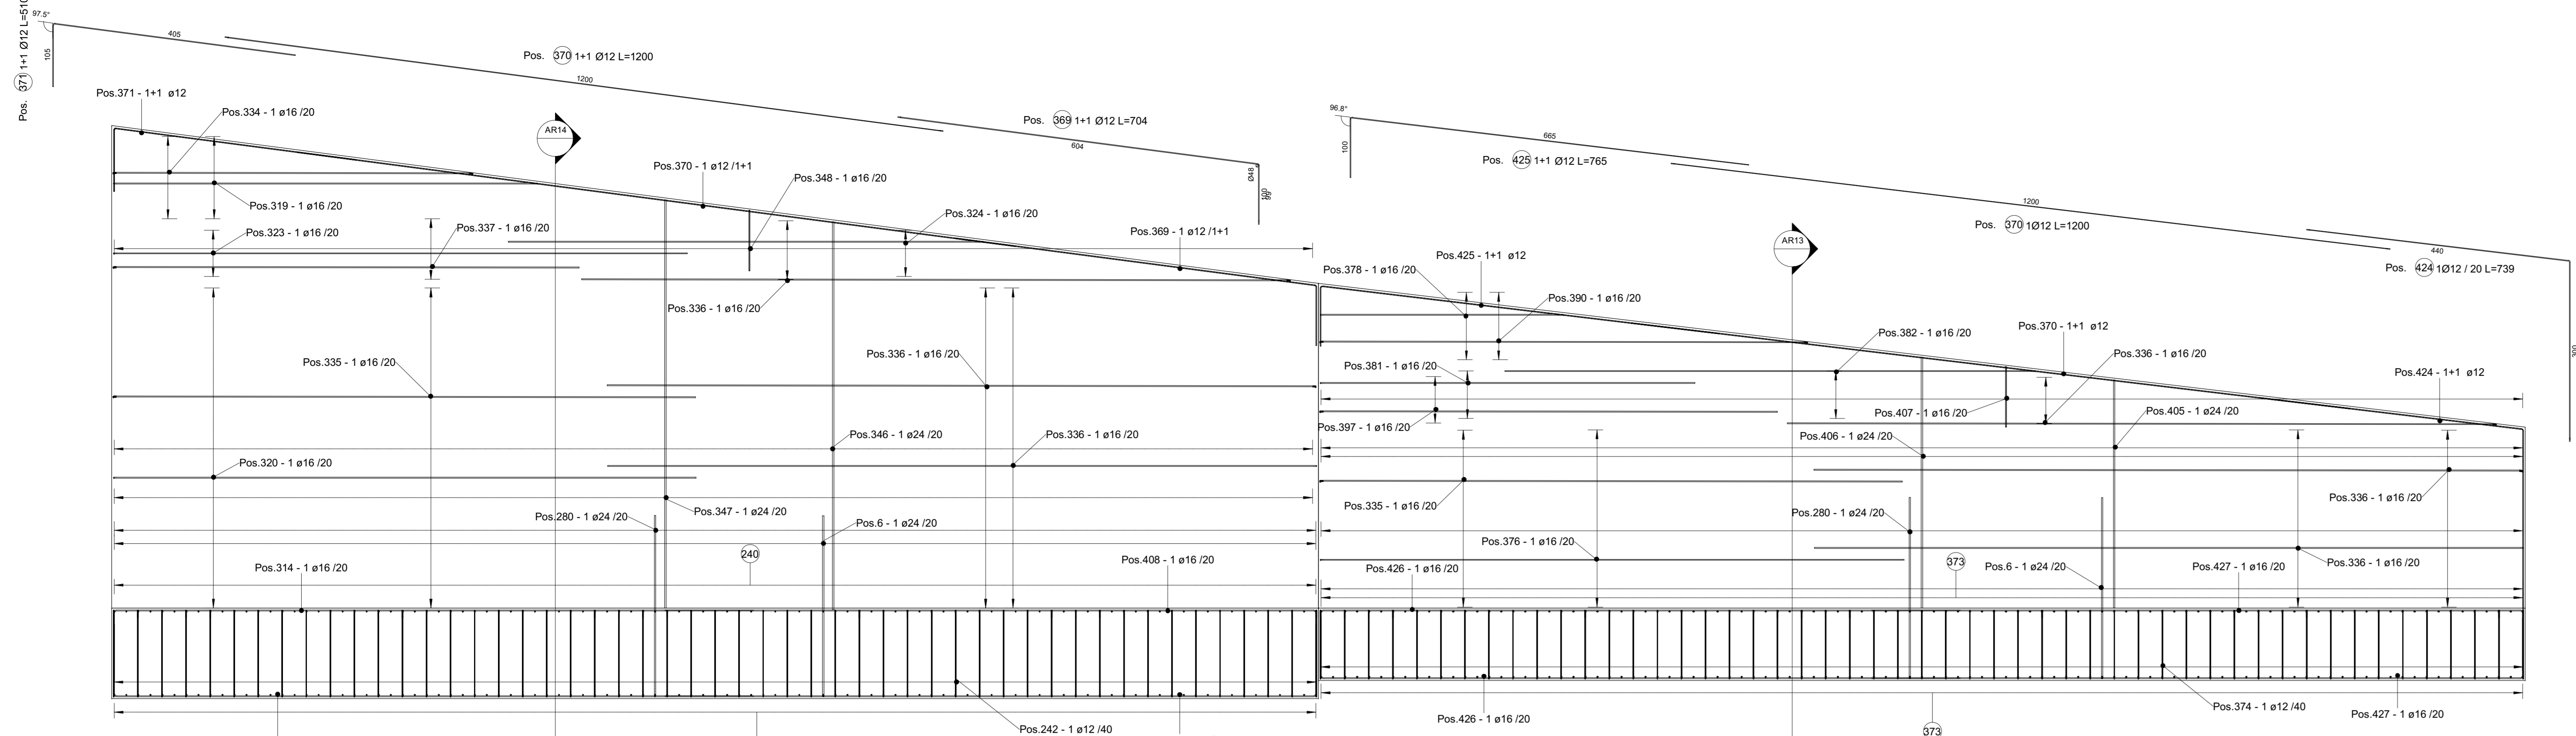 Pos. 371 1+1 Ø12 L=510
97.5°
105
405
Pos. 370 1+1 Ø12 L=1200
1200
Pos. 369 1+1 Ø12 L=704
604
Ø48
100
99
96.8°
100
665
Pos. 425 1+1 Ø12 L=765
1200
Pos. 370 1Ø12 L=1200
440
Pos. 424 1Ø12 / 20 L=739
300
Pos.371 - 1+1 ø12
Pos.334 - 1 ø16 /20
AR14
Pos.370 - 1 ø12 /1+1
Pos.348 - 1 ø16 /20
Pos.319 - 1 ø16 /20
Pos.324 - 1 ø16 /20
Pos.323 - 1 ø16 /20
Pos.337 - 1 ø16 /20
Pos.369 - 1 ø12 /1+1
Pos.336 - 1 ø16 /20
Pos.335 - 1 ø16 /20
Pos.336 - 1 ø16 /20
Pos.346 - 1 ø24 /20
Pos.336 - 1 ø16 /20
Pos.320 - 1 ø16 /20
Pos.347 - 1 ø24 /20
Pos.280 - 1 ø24 /20
Pos.6 - 1 ø24 /20
240
Pos.314 - 1 ø16 /20
Pos.408 - 1 ø16 /20
Pos.242 - 1 ø12 /40
AR13
Pos.425 - 1+1 ø12
Pos.378 - 1 ø16 /20
Pos.390 - 1 ø16 /20
Pos.382 - 1 ø16 /20
Pos.370 - 1+1 ø12
Pos.336 - 1 ø16 /20
Pos.381 - 1 ø16 /20
Pos.424 - 1+1 ø12
Pos.407 - 1 ø16 /20
Pos.405 - 1 ø24 /20
Pos.397 - 1 ø16 /20
Pos.406 - 1 ø24 /20
Pos.336 - 1 ø16 /20
Pos.335 - 1 ø16 /20
Pos.280 - 1 ø24 /20
Pos.376 - 1 ø16 /20
373
Pos.336 - 1 ø16 /20
Pos.426 - 1 ø16 /20
Pos.6 - 1 ø24 /20
Pos.427 - 1 ø16 /20
Pos.374 - 1 ø12 /40
Pos.426 - 1 ø16 /20
Pos.427 - 1 ø16 /20
373